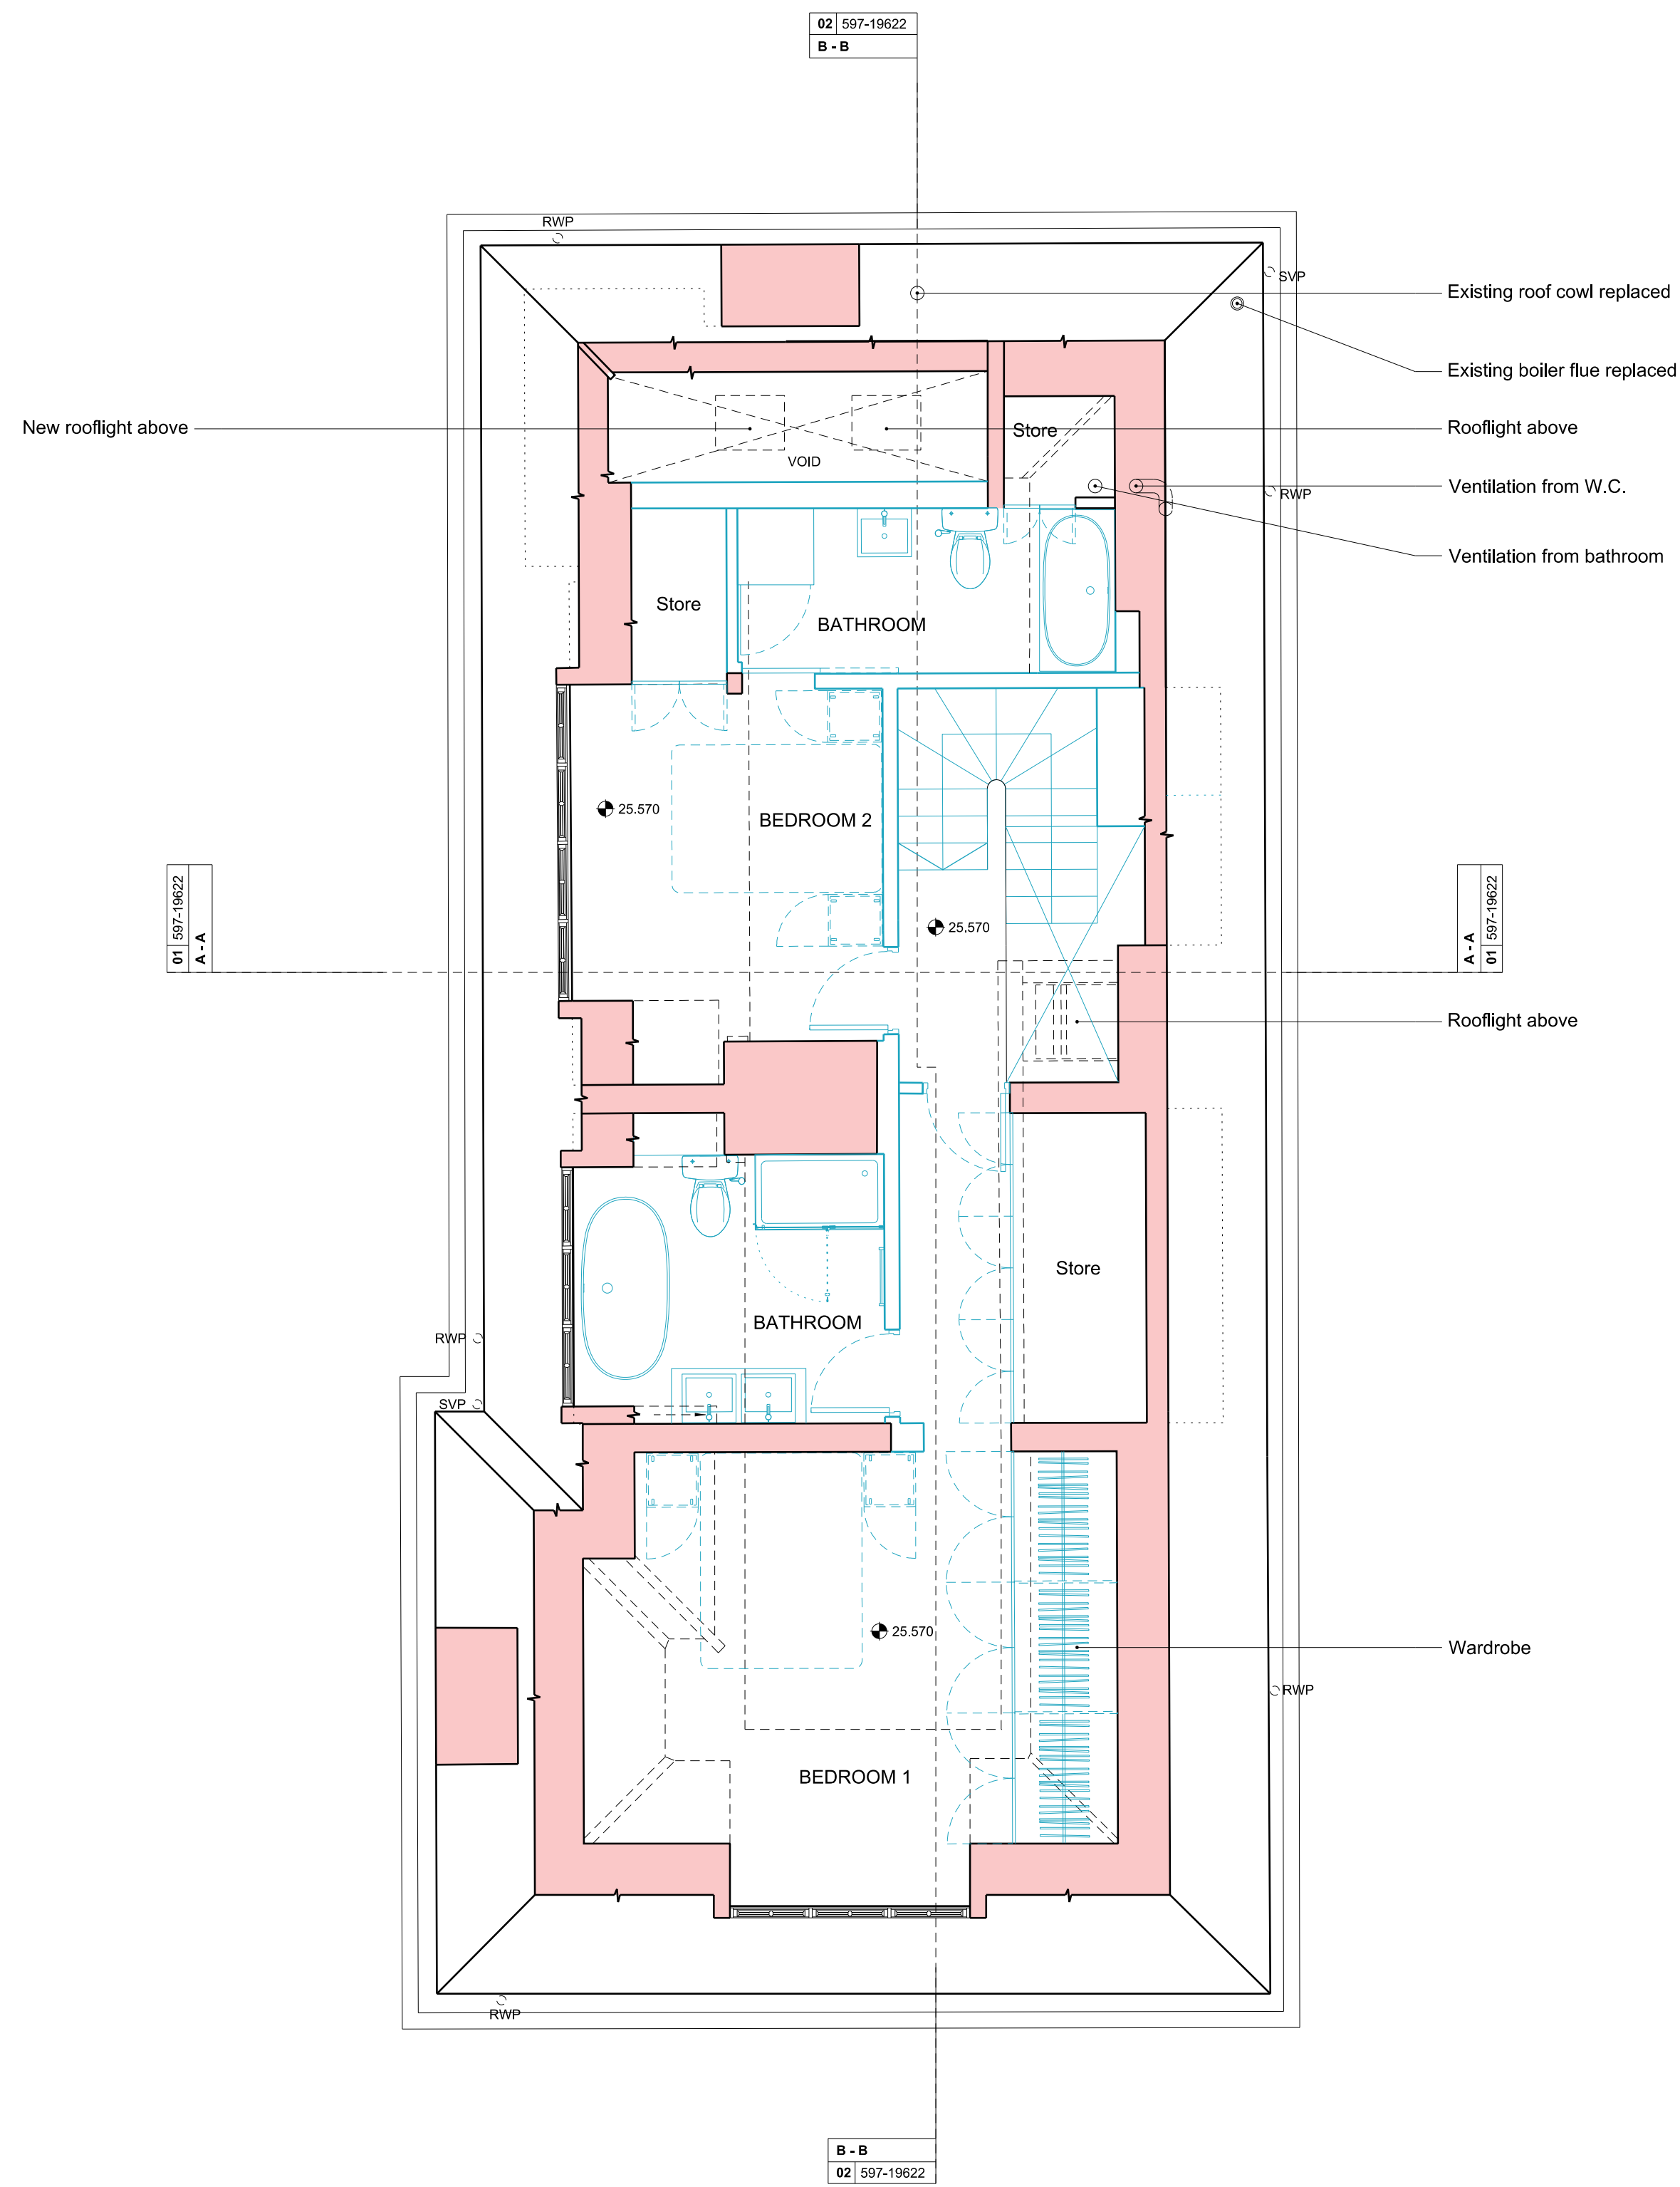 02 597-19622
B - B
RWP
SVP
Existing roof cowl replaced
Existing boiler flue replaced
New rooflight above
Rooflight above
Store
VOID
Ventilation from W.C.
RWP
Ventilation from bathroom
Store
BATHROOM
25.570
BEDROOM 2
01 597-19622
A - A
25.570
A - A
01 597-19622
Rooflight above
Store
BATHROOM
RWP
SVP
25.570
Wardrobe
RWP
BEDROOM 1
RWP
B - B
02 597-19622